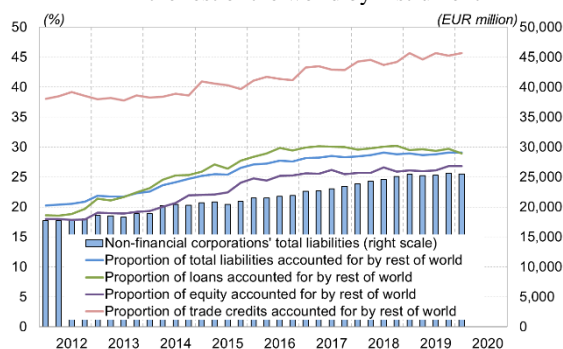 (%)
(EUR million)
50 50,000
45 45,000
40 40,000
35 35,000
30 30,000
25 25,000
20 20,000
15 15,000
10 10,000
5 5,000
0 0
Non-financial corporations' total liabilities (right scale)
Proportion of total liabilities accounted for by rest of world
Proportion of loans accounted for by rest of world
Proportion of equity accounted for by rest of world
Proportion of trade credits accounted for by rest of world
2012 2013 2014 2015 2016 2017 2018 2019 2020